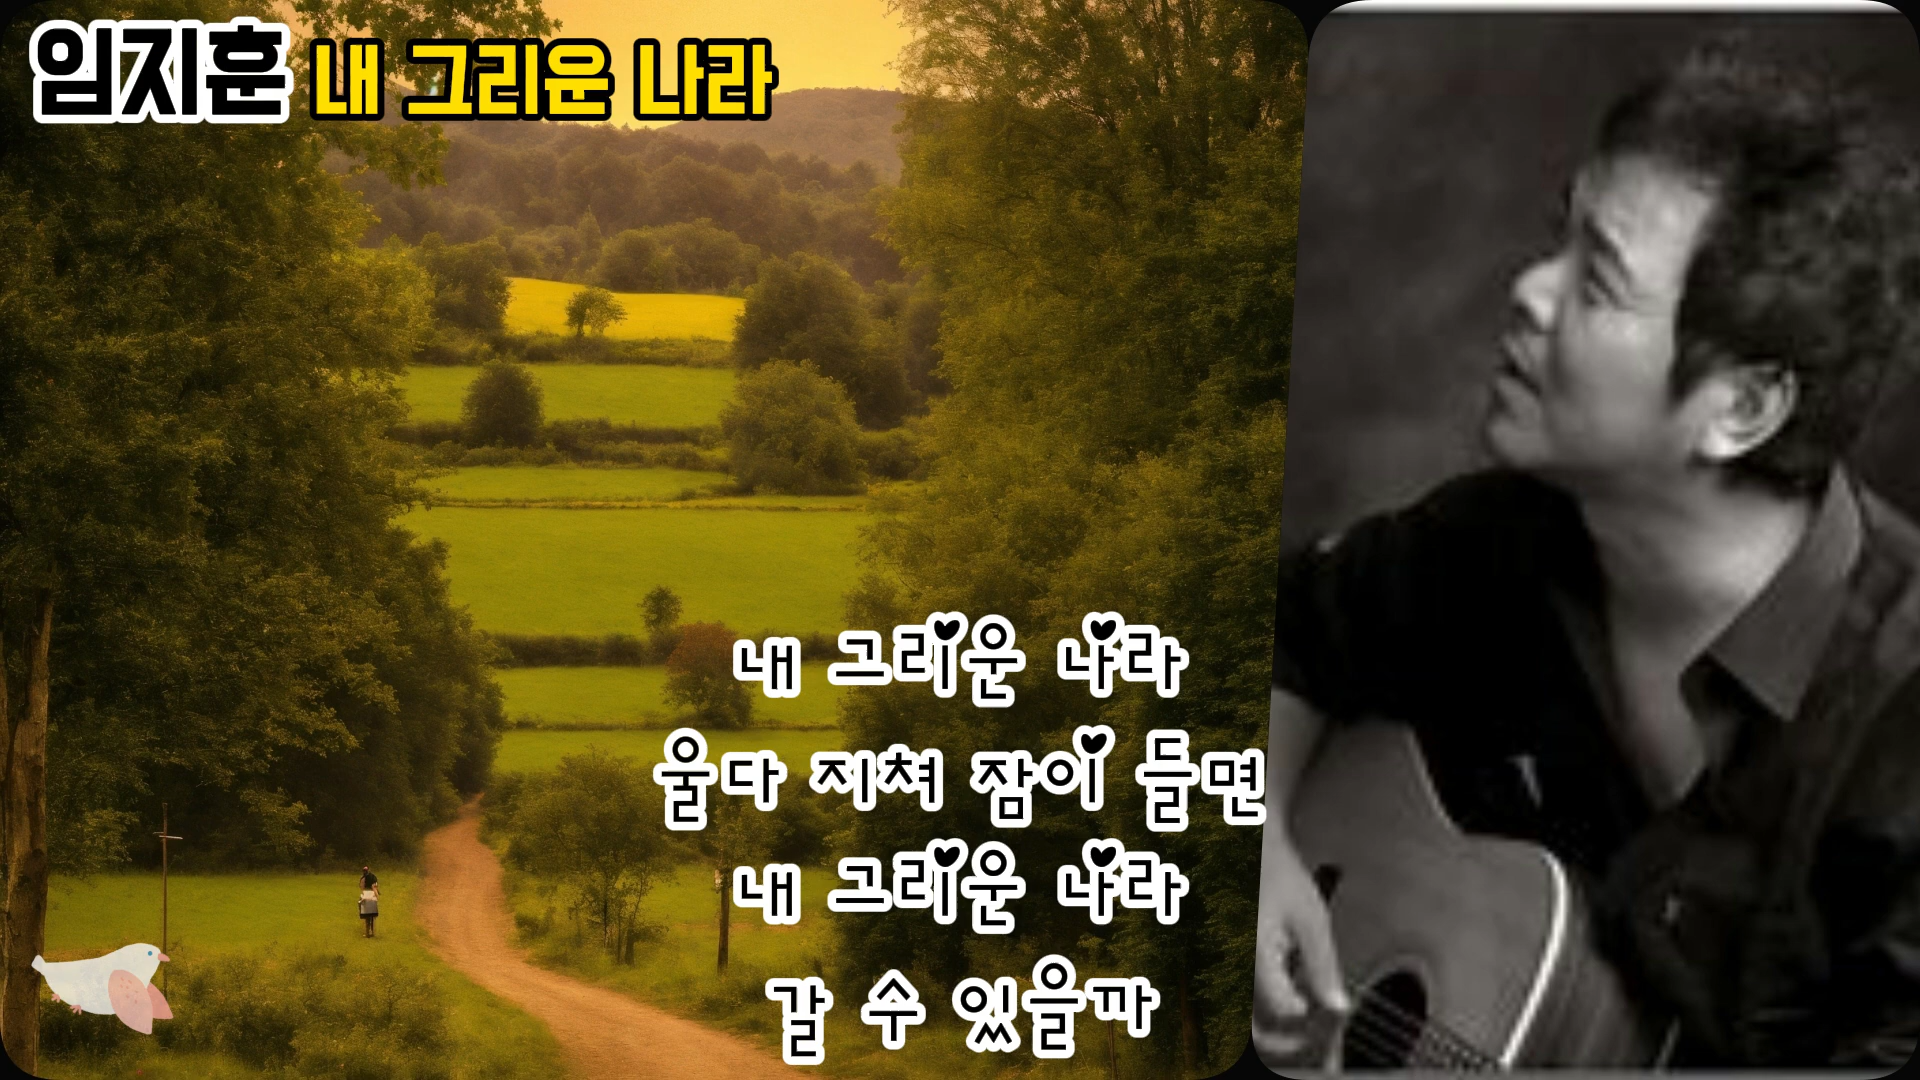 임지훈 내 그리운 나라
내 그리운 나라
울다 지쳐 잠이 들면
내 그리운 나라
갈 수 있을까